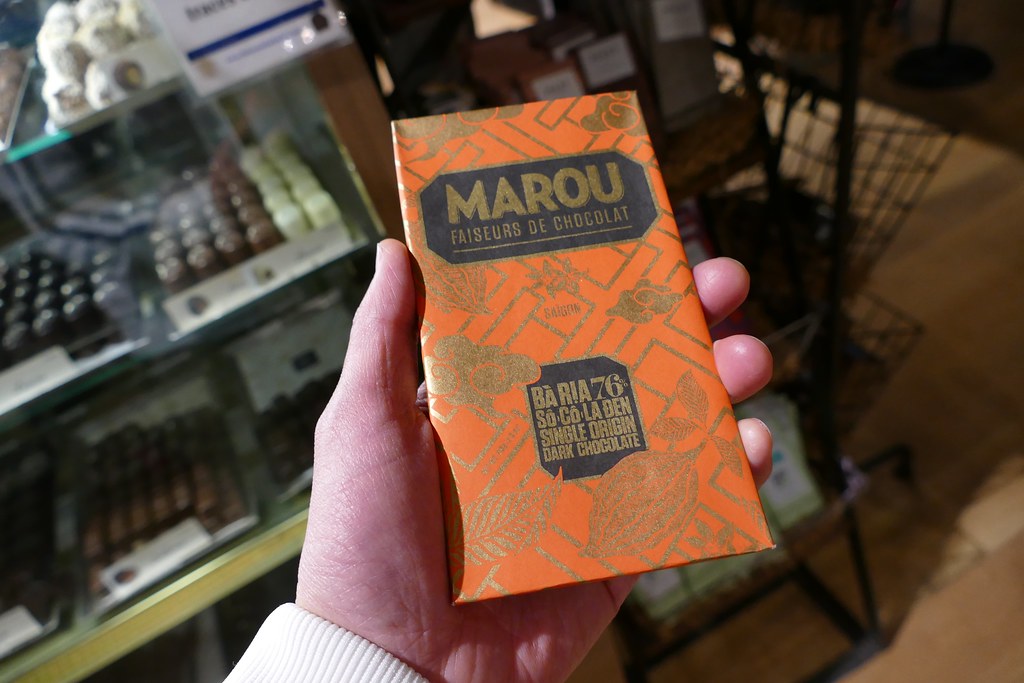 MAROU
FAISEURS DE CHOCOLAT
SAIGON
BÀ RỊA 76%
SÔ-CÔ-LA ĐEN
SINGLE ORIGIN
DARK CHOCOLATE